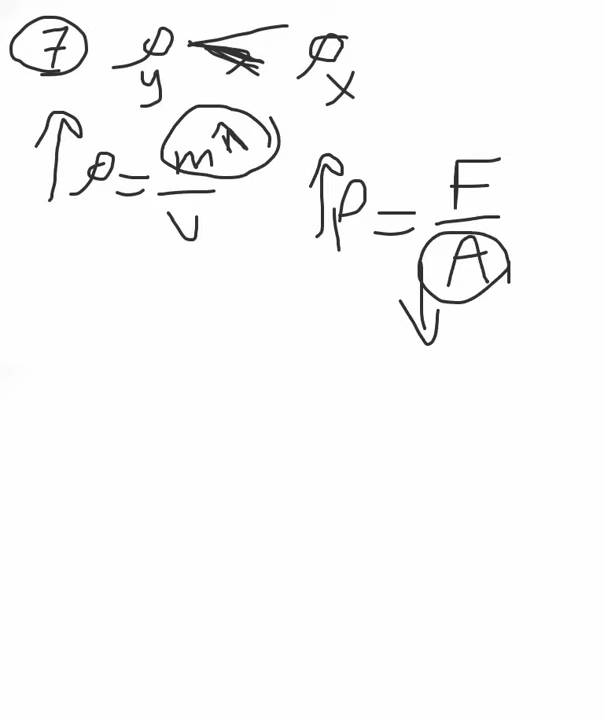 ⑦ ρy < ρx
↑ρ = m↑/V
↑P = F/A↓